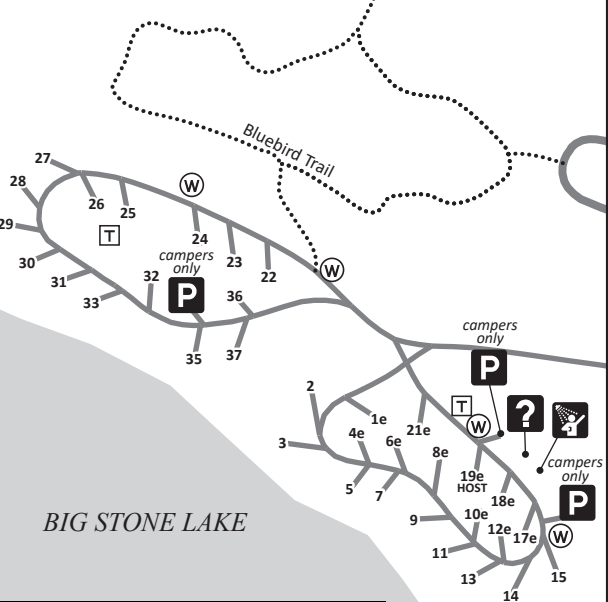 Bluebird Trail
27
W
28
26
25
29
T
24
23
22
30
campers
only
W
31
32
P
33
36
35
37
campers
only
P
2
T
?
1e
21e
W
4e
6e
3
8e
campers
only
19e
HOST
5
7
18e
P
9
10e
12e
17e
W
BIG STONE LAKE
11
13
15
14